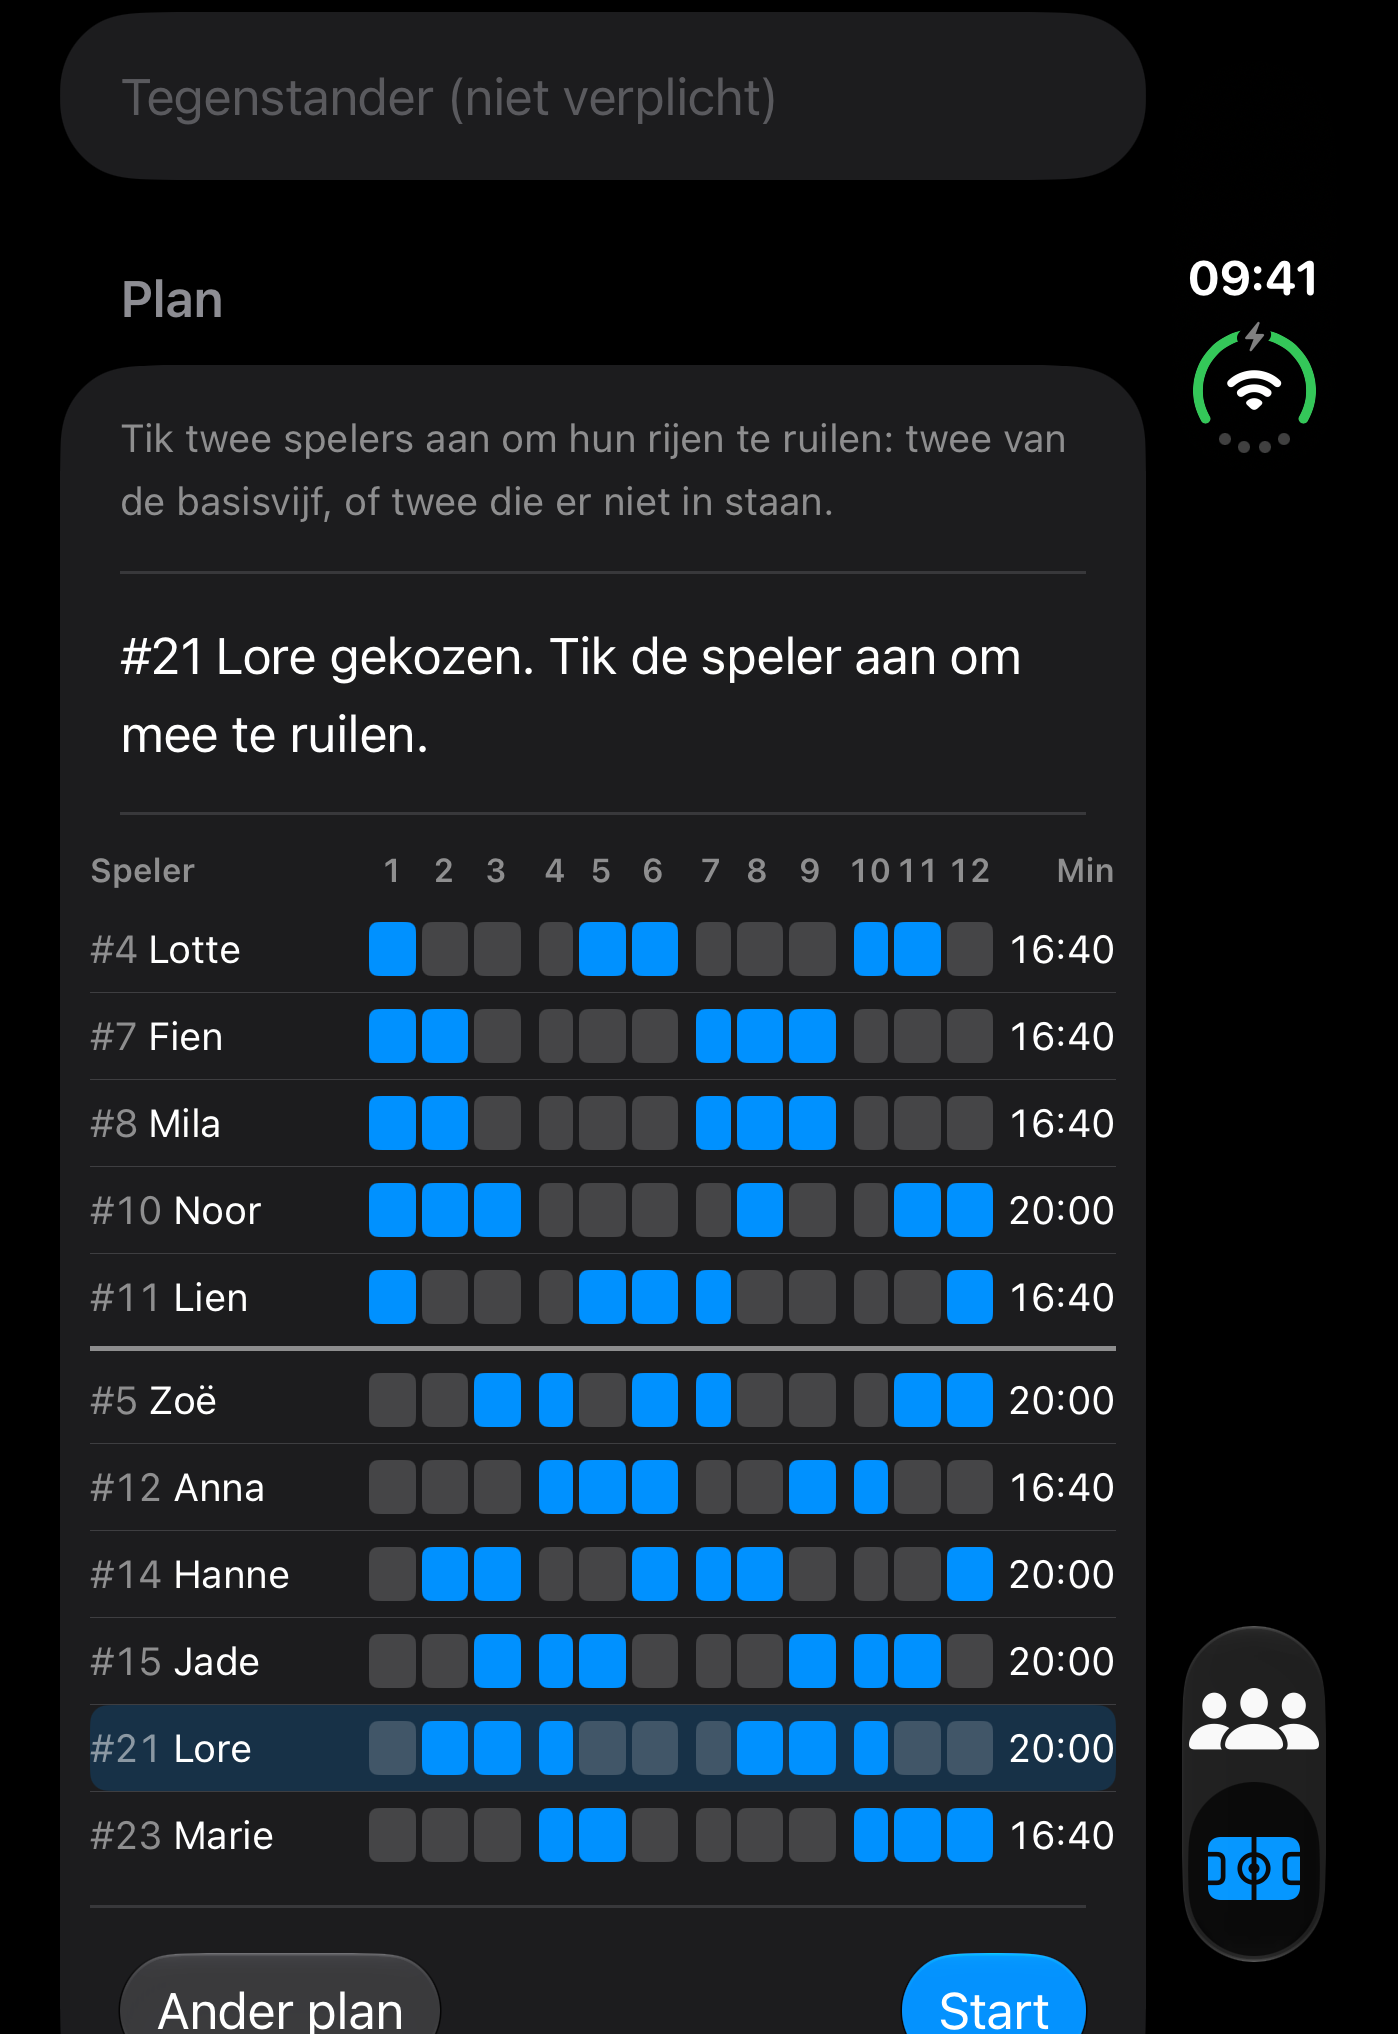 Tegenstander (niet verplicht)
Plan
09:41
Tik twee spelers aan om hun rijen te ruilen: twee van
de basisvijf, of twee die er niet in staan.
#21 Lore gekozen. Tik de speler aan om
mee te ruilen.
Speler 1 2 3 4 5 6 7 8 9 10 11 12 Min
#4 Lotte 16:40
#7 Fien 16:40
#8 Mila 16:40
#10 Noor 20:00
#11 Lien 16:40
#5 Zoë 20:00
#12 Anna 16:40
#14 Hanne 20:00
#15 Jade 20:00
#21 Lore 20:00
#23 Marie 16:40
Ander plan Start